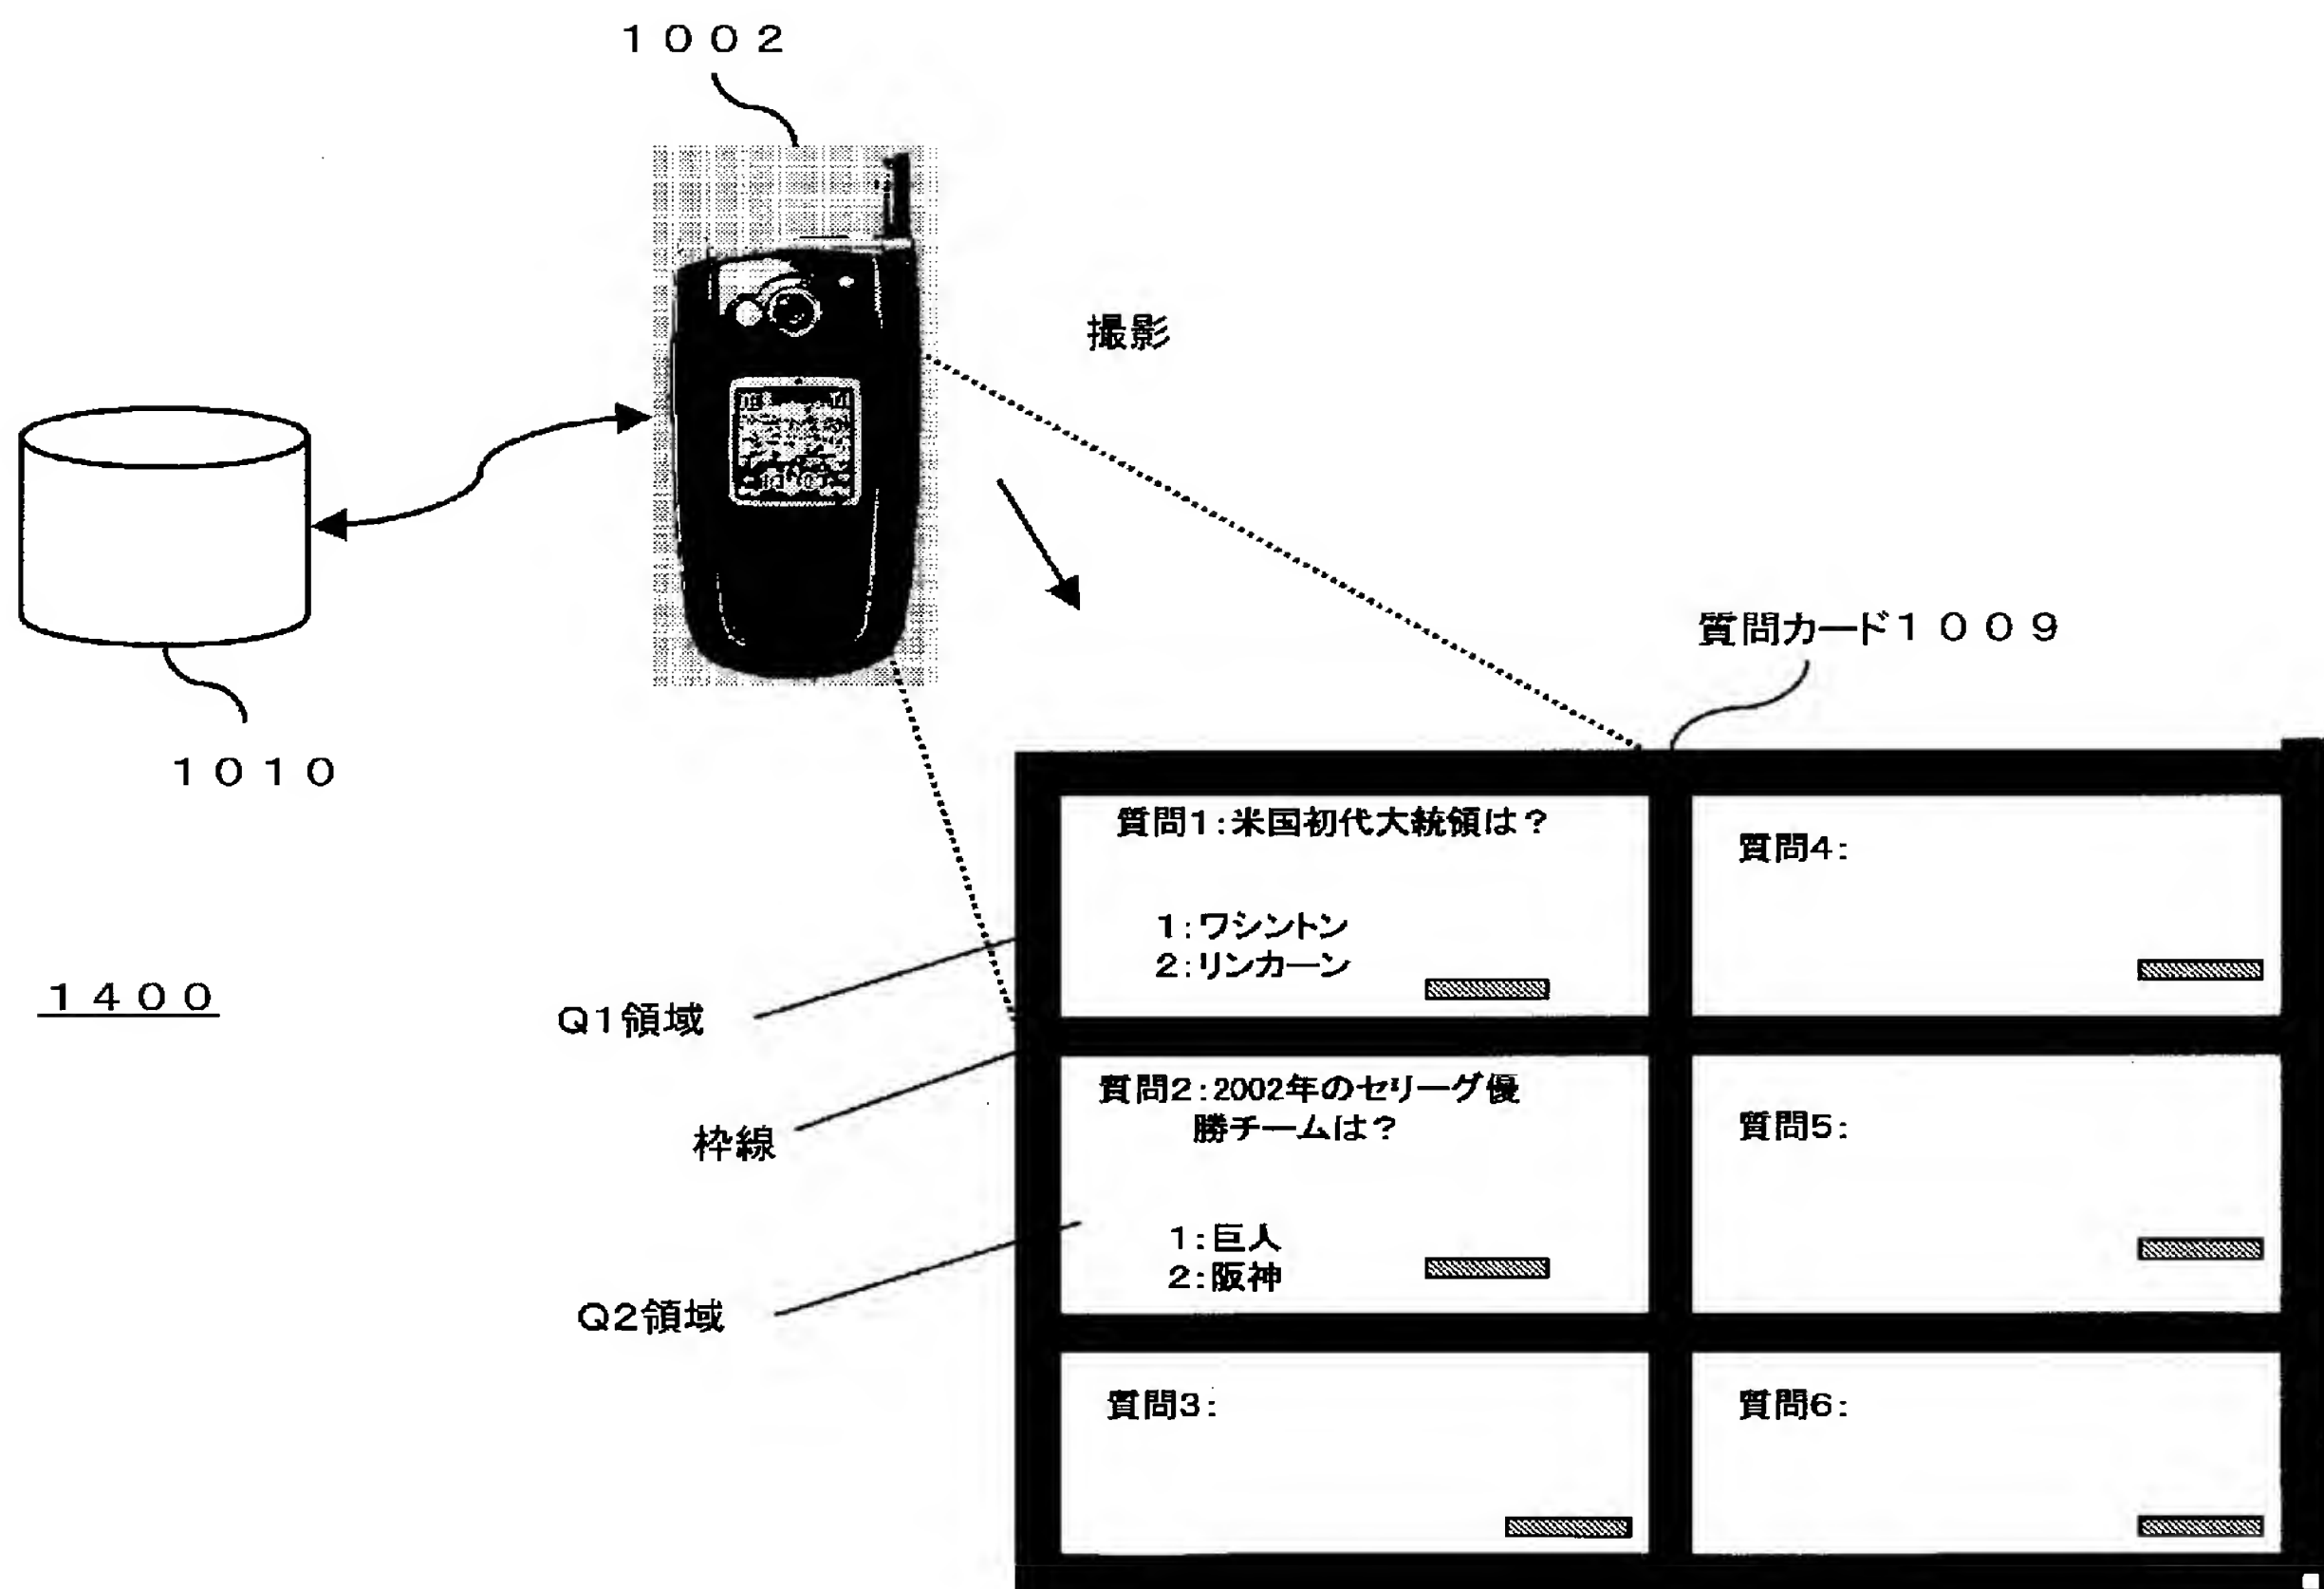 １００２
撮影
質問カード１００９
１０１０
質問1:米国初代大統領は？
1:ワシントン
2:リンカーン
質問4:
１４００
Q1領域
枠線
質問2:2002年のセリーグ優
勝チームは？
1:巨人
2:阪神
質問5:
Q2領域
質問3:
質問6: